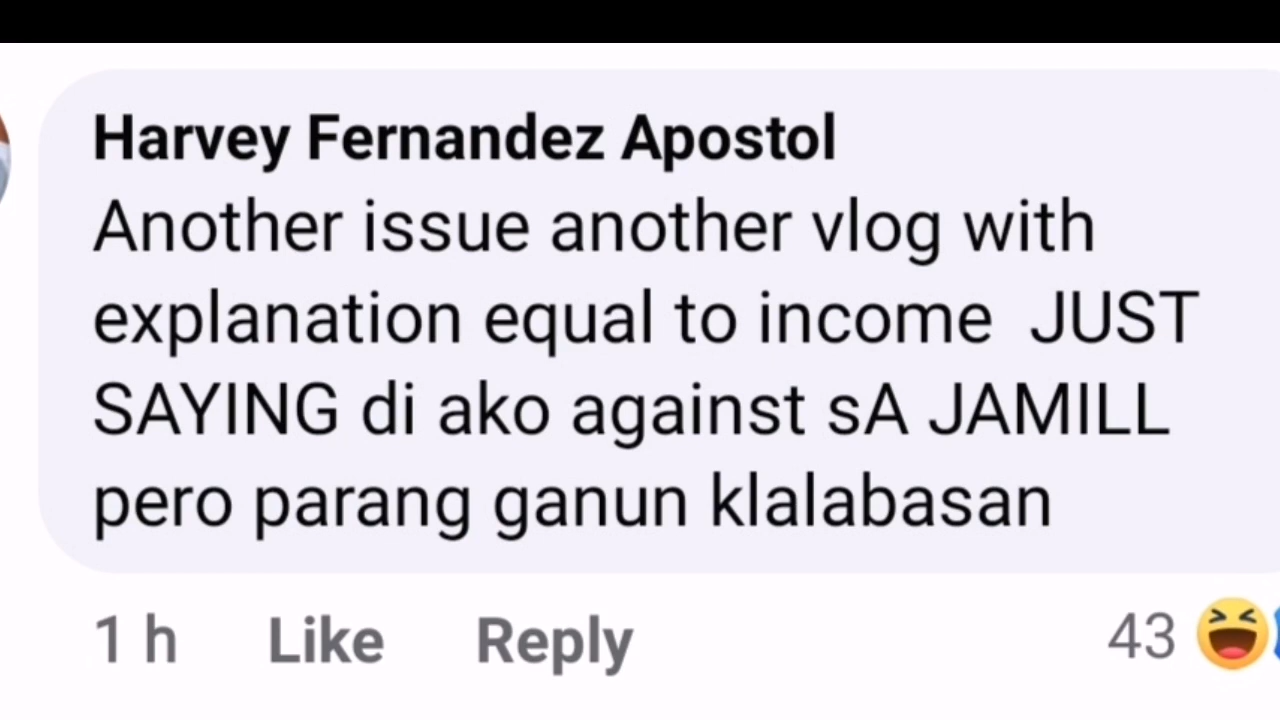 Harvey Fernandez Apostol
Another issue another vlog with
explanation equal to income  JUST
SAYING di ako against sA JAMILL
pero parang ganun klalabasan
1 h Like Reply 43